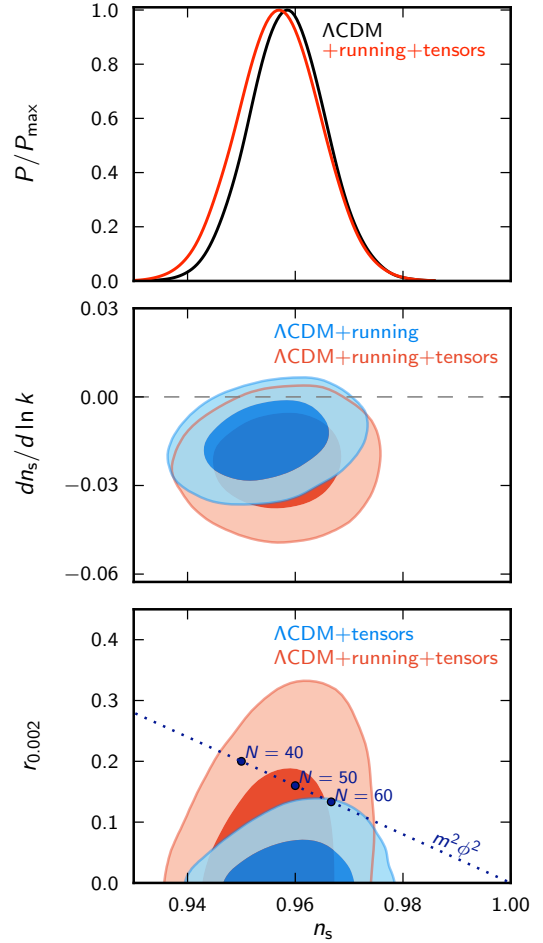 ΛCDM
+running+tensors
P/P_max
1.0
0.8
0.6
0.4
0.2
0.0
ΛCDM+running
ΛCDM+running+tensors
dn_s/d ln k
0.03
0.00
−0.03
−0.06
ΛCDM+tensors
ΛCDM+running+tensors
r_0.002
0.4
0.3
0.2
0.1
0.0
N = 40
N = 50
N = 60
m²ϕ²
0.94 0.96 0.98 1.00
n_s